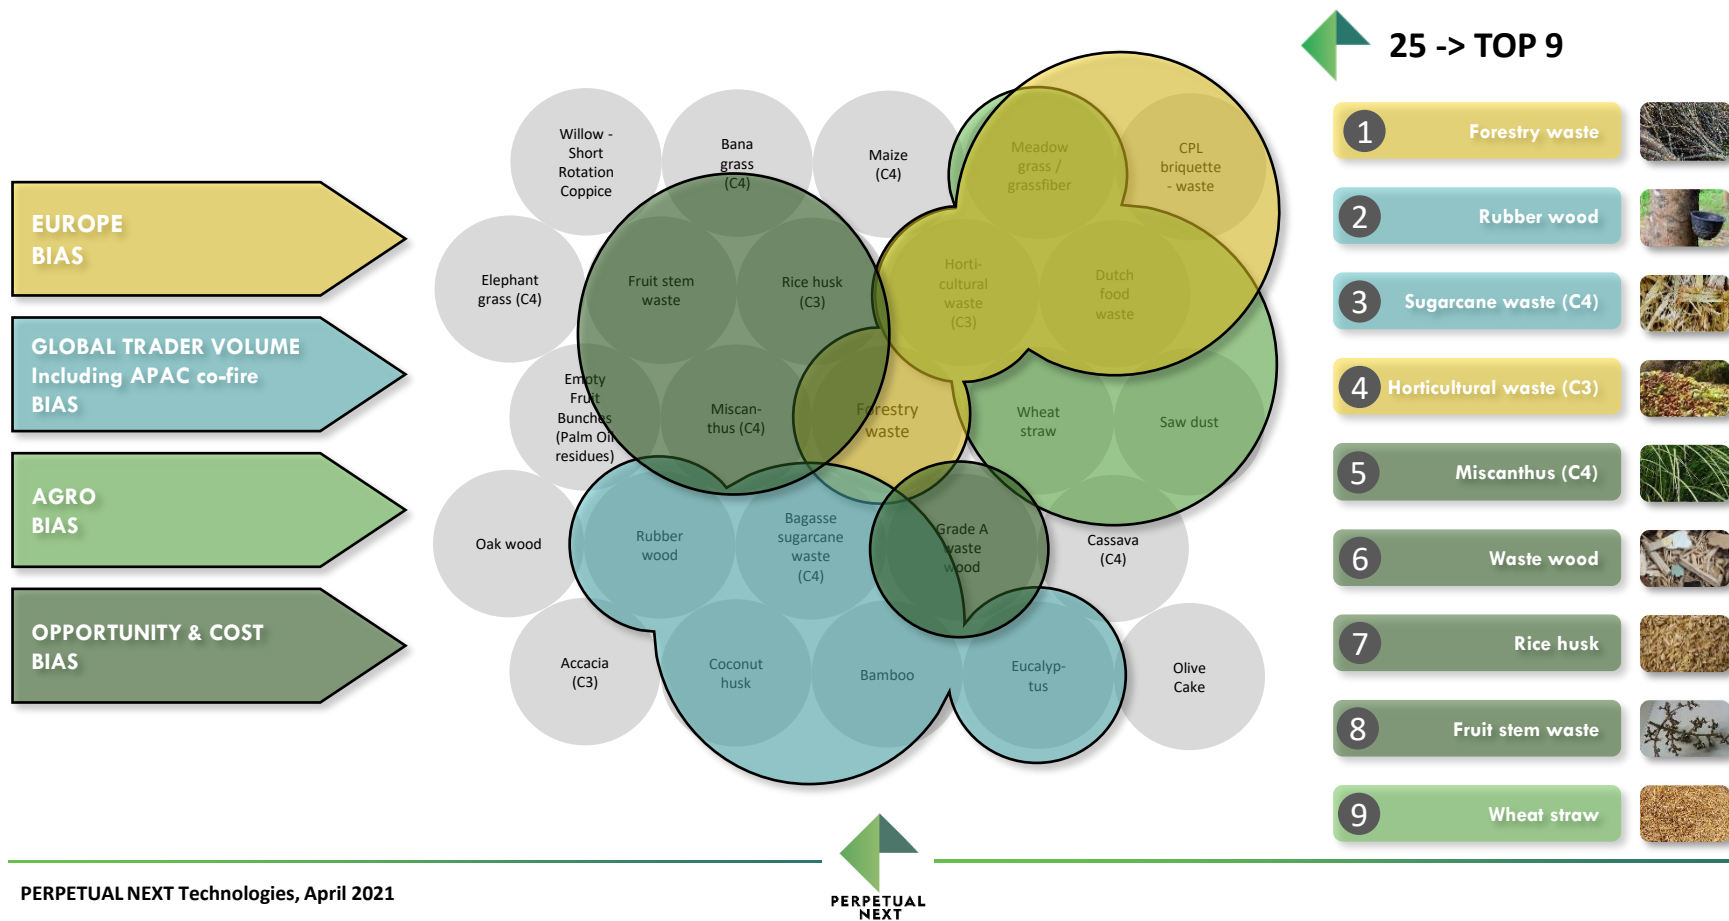 25 -> TOP 9
EUROPE
BIAS
GLOBAL TRADER VOLUME
Including APAC co-fire
BIAS
AGRO
BIAS
OPPORTUNITY & COST
BIAS
Willow -
Short
Rotation
Coppice
Bana
grass
(C4)
Maize
(C4)
Meadow
grass /
grassfiber
CPL
briquette
- waste
Elephant
grass (C4)
Fruit stem
waste
Rice husk
(C3)
Horti-
cultural
waste
(C3)
Dutch
food
waste
Empty
Fruit
Bunches
(Palm Oil
residues)
Miscan-
thus (C4)
Forestry
waste
Wheat
straw
Saw dust
Oak wood
Rubber
wood
Bagasse
sugarcane
waste
(C4)
Grade A
waste
wood
Cassava
(C4)
Accacia
(C3)
Coconut
husk
Bamboo
Eucalyp-
tus
Olive
Cake
1 Forestry waste
2 Rubber wood
3 Sugarcane waste (C4)
4 Horticultural waste (C3)
5 Miscanthus (C4)
6 Waste wood
7 Rice husk
8 Fruit stem waste
9 Wheat straw
PERPETUAL NEXT Technologies, April 2021
PERPETUAL
NEXT